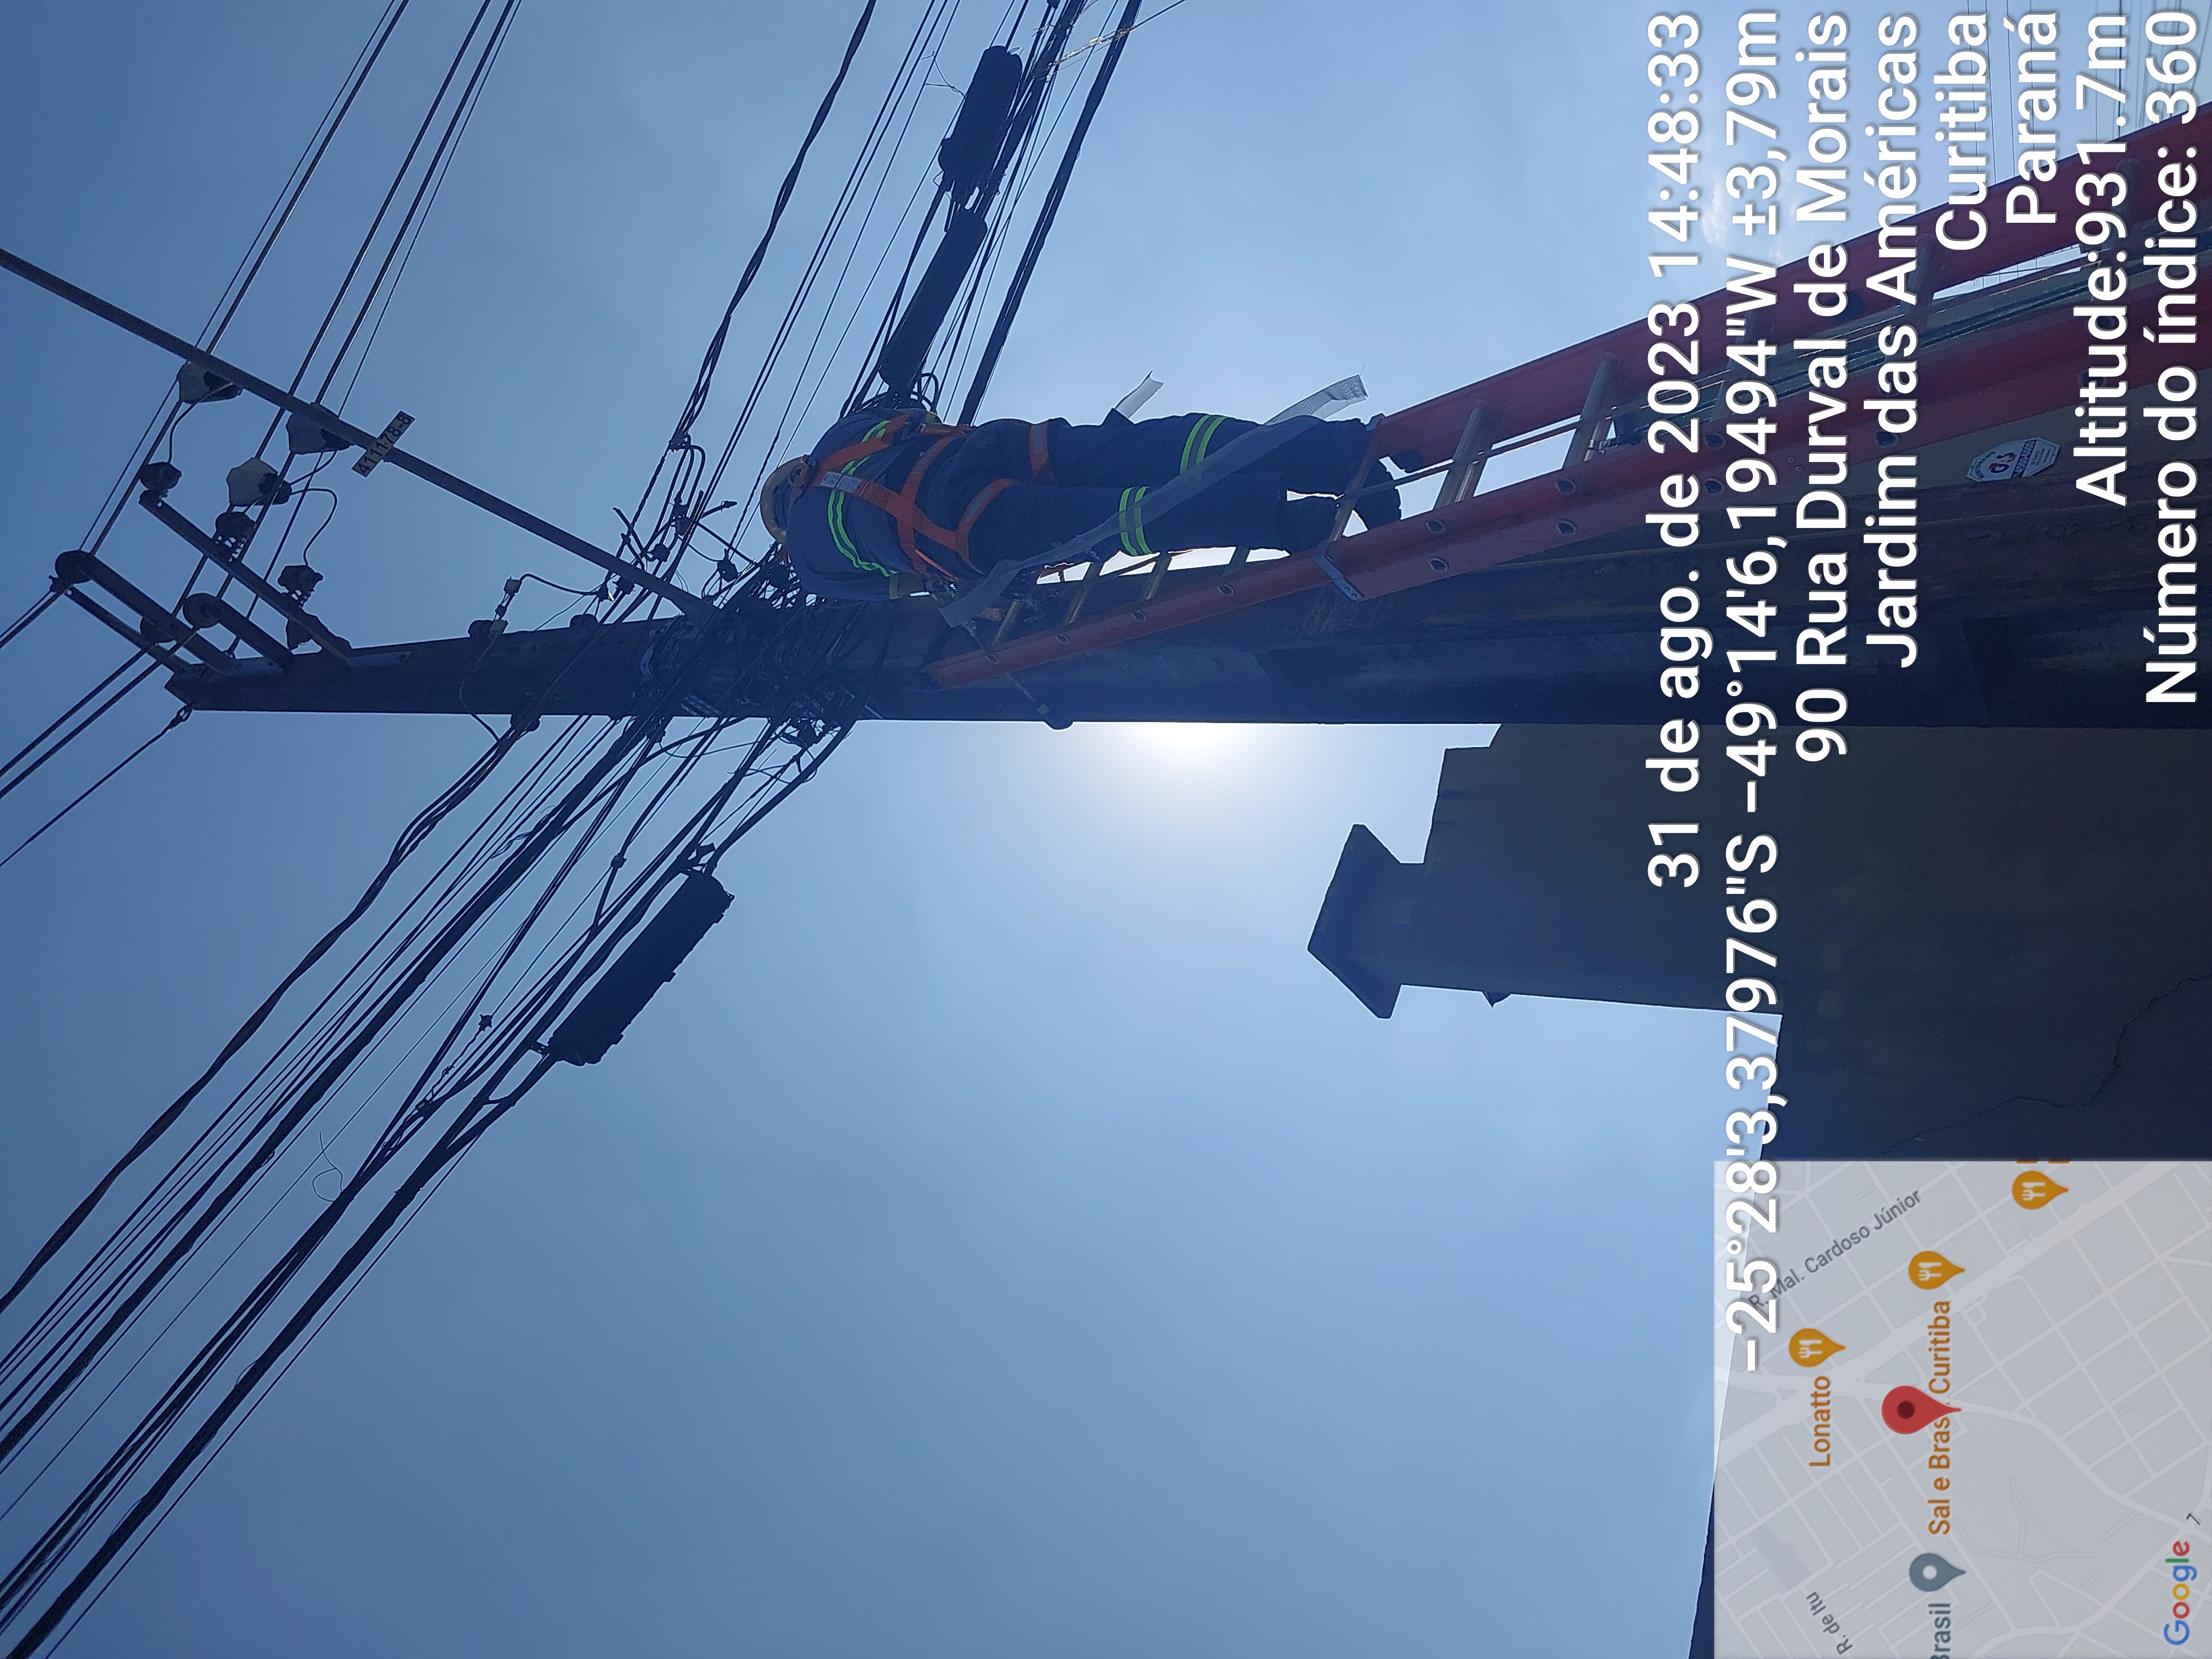 411178-8
31 de ago. de 2023 14:48:33
−25°28'3,37976"S −49°14'6,19494"W ±3,79m
90 Rua Durval de Morais
Jardim das Américas
Curitiba
Paraná
Altitude:931.7m
Número do índice: 360
R. de Itu
Lonatto
R. Mal. Cardoso Júnior
Brasil
Sal e Bras
Curitiba
Google